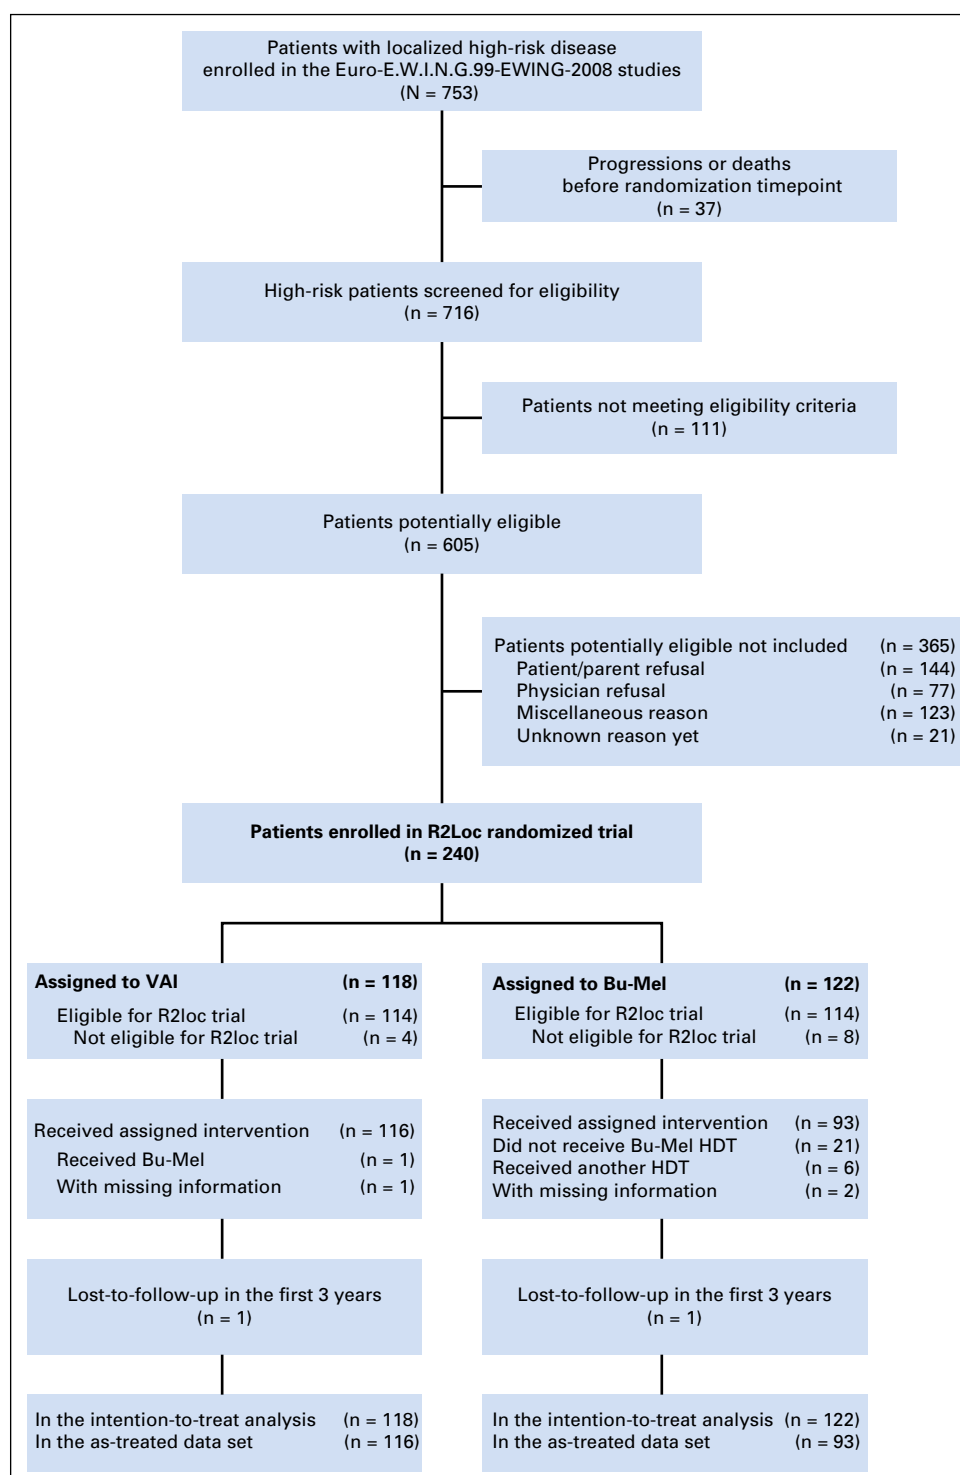 Patients with localized high-risk disease
enrolled in the Euro-E.W.I.N.G.99-EWING-2008 studies
(N = 753)
Progressions or deaths
before randomization timepoint
(n = 37)
High-risk patients screened for eligibility
(n = 716)
Patients not meeting eligibility criteria
(n = 111)
Patients potentially eligible
(n = 605)
Patients potentially eligible not included (n = 365)
Patient/parent refusal (n = 144)
Physician refusal (n = 77)
Miscellaneous reason (n = 123)
Unknown reason yet (n = 21)
Patients enrolled in R2Loc randomized trial
(n = 240)
Assigned to VAI (n = 118)
Eligible for R2loc trial (n = 114)
Not eligible for R2loc trial (n = 4)
Assigned to Bu-Mel (n = 122)
Eligible for R2loc trial (n = 114)
Not eligible for R2loc trial (n = 8)
Received assigned intervention (n = 116)
Received Bu-Mel (n = 1)
With missing information (n = 1)
Received assigned intervention (n = 93)
Did not receive Bu-Mel HDT (n = 21)
Received another HDT (n = 6)
With missing information (n = 2)
Lost-to-follow-up in the first 3 years
(n = 1)
Lost-to-follow-up in the first 3 years
(n = 1)
In the intention-to-treat analysis (n = 118)
In the as-treated data set (n = 116)
In the intention-to-treat analysis (n = 122)
In the as-treated data set (n = 93)